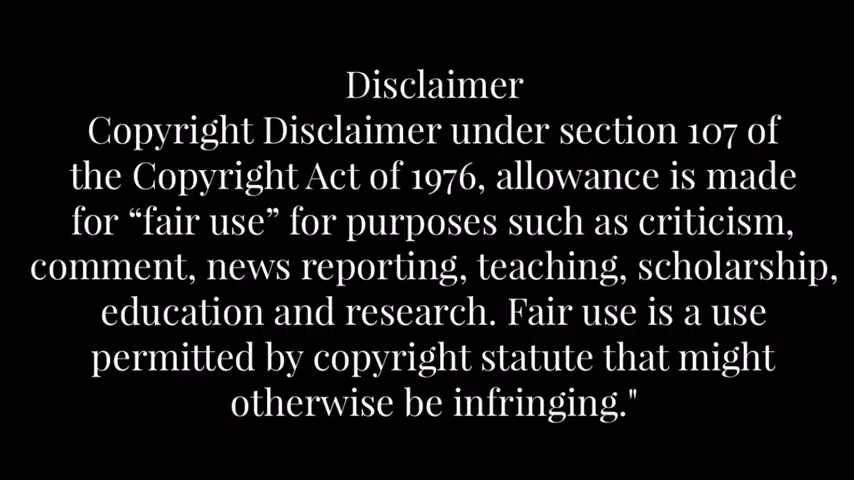 Disclaimer
Copyright Disclaimer under section 107 of
the Copyright Act of 1976, allowance is made
for “fair use” for purposes such as criticism,
comment, news reporting, teaching, scholarship,
education and research. Fair use is a use
permitted by copyright statute that might
otherwise be infringing."